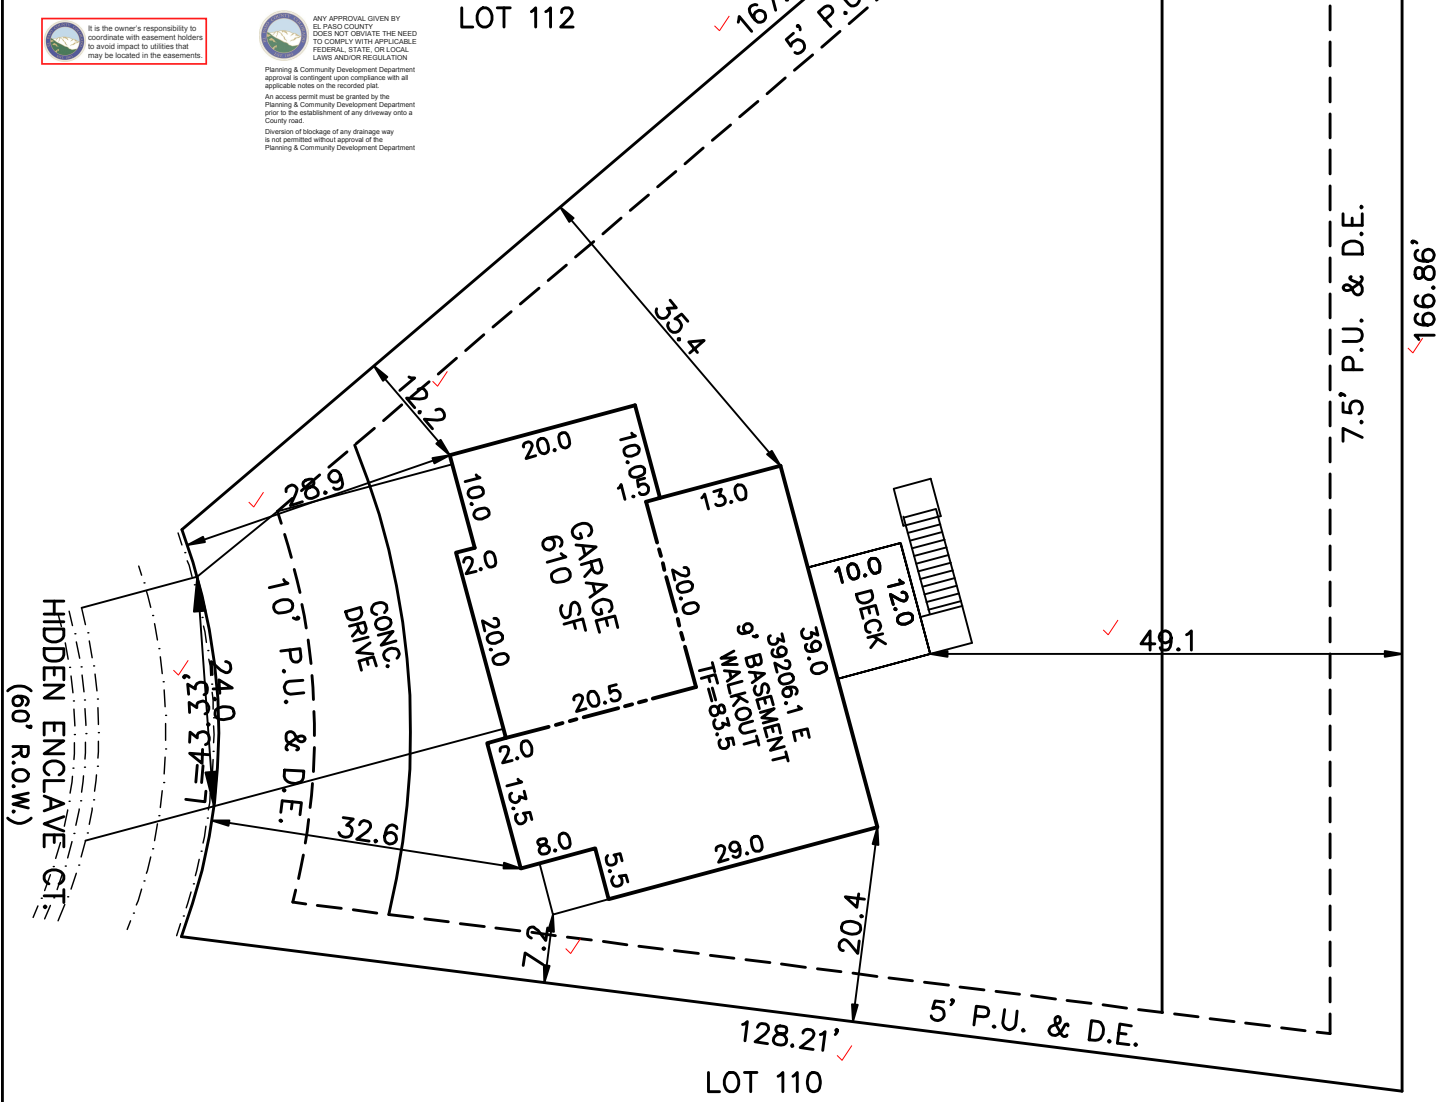 It is the owner's responsibility to
coordinate with easement holders
to avoid impact to utilities that
may be located in the easements.
ANY APPROVAL GIVEN BY
EL PASO COUNTY
DOES NOT OBVIATE THE NEED
TO COMPLY WITH APPLICABLE
FEDERAL, STATE, OR LOCAL
LAWS AND/OR REGULATION
Planning & Community Development Department
approval is contingent upon compliance with all
applicable notes on the recorded plat.
An access permit must be granted by the
Planning & Community Development Department
prior to the establishment of any driveway onto a
County road.
Diversion of blockage of any drainage way
is not permitted without approval of the
Planning & Community Development Department
LOT 112
167.
5' P.U.
35.4
12.2
28.9
20.0
10.0
1.5
13.0
10.0
2.0
GARAGE
610 SF
20.0
20.0
20.5
2.0
13.5
8.0
5.5
29.0
39.0
39206.1 E
9' BASEMENT
WALKOUT
TF=83.5
10.0
12.0
DECK
49.1
7.5' P.U. & D.E.
166.86'
CONC.
DRIVE
10' P.U. & D.E.
24.0
L=43.33'
HIDDEN ENCLAVE CT.
(60' R.O.W.)
32.6
7.2
20.4
5' P.U. & D.E.
128.21'
LOT 110